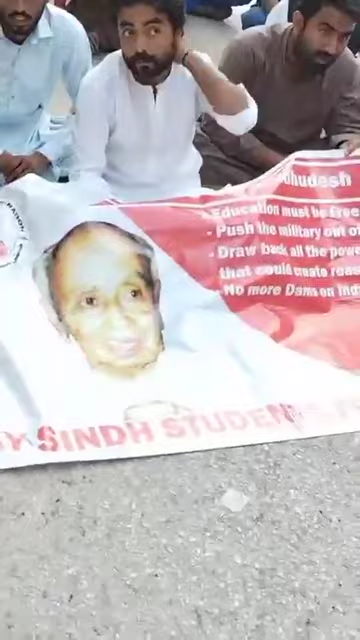 Education must be free
- Push the military out of
- Draw back all the powe
that could create reas
- No more Dams on Ind
SINDH STUDEN